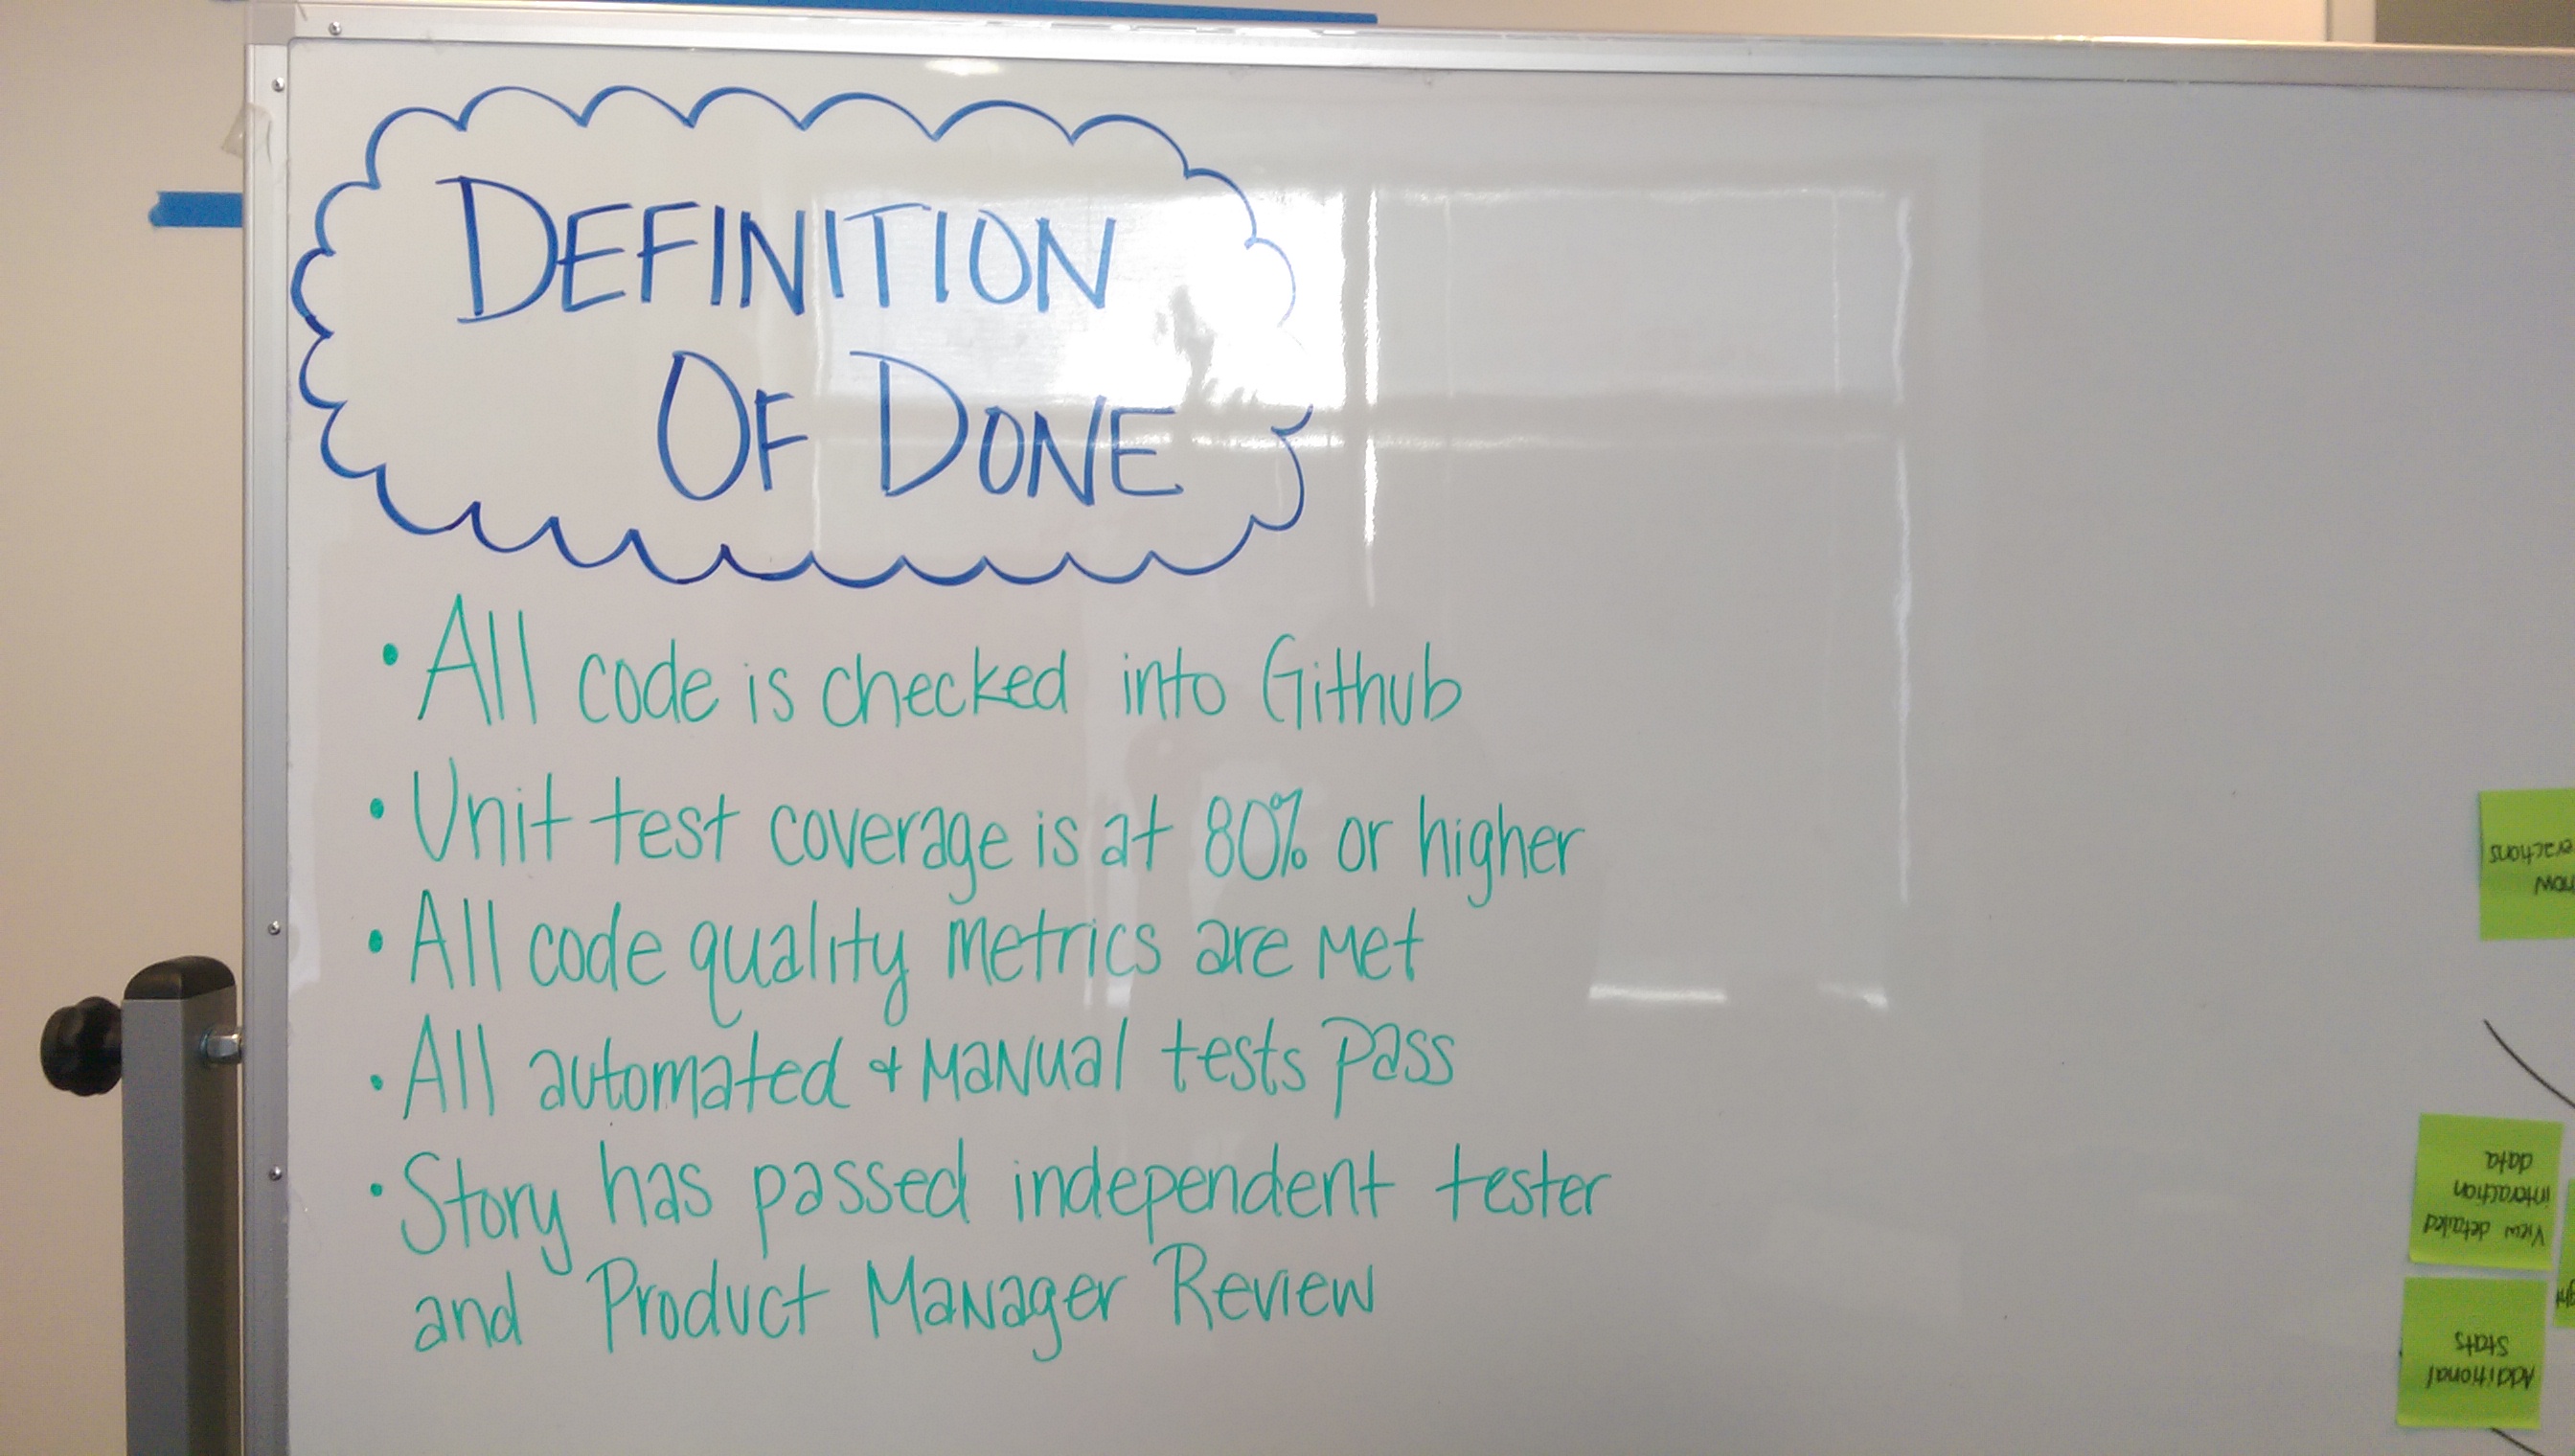 DEFINITION
OF DONE
• All code is checked into Github
• Unit test coverage is at 80% or higher
• All code quality metrics are met
• All automated + manual tests pass
• Story has passed independent tester
and Product Manager Review
View detailed
interaction
data
Additional
Stats